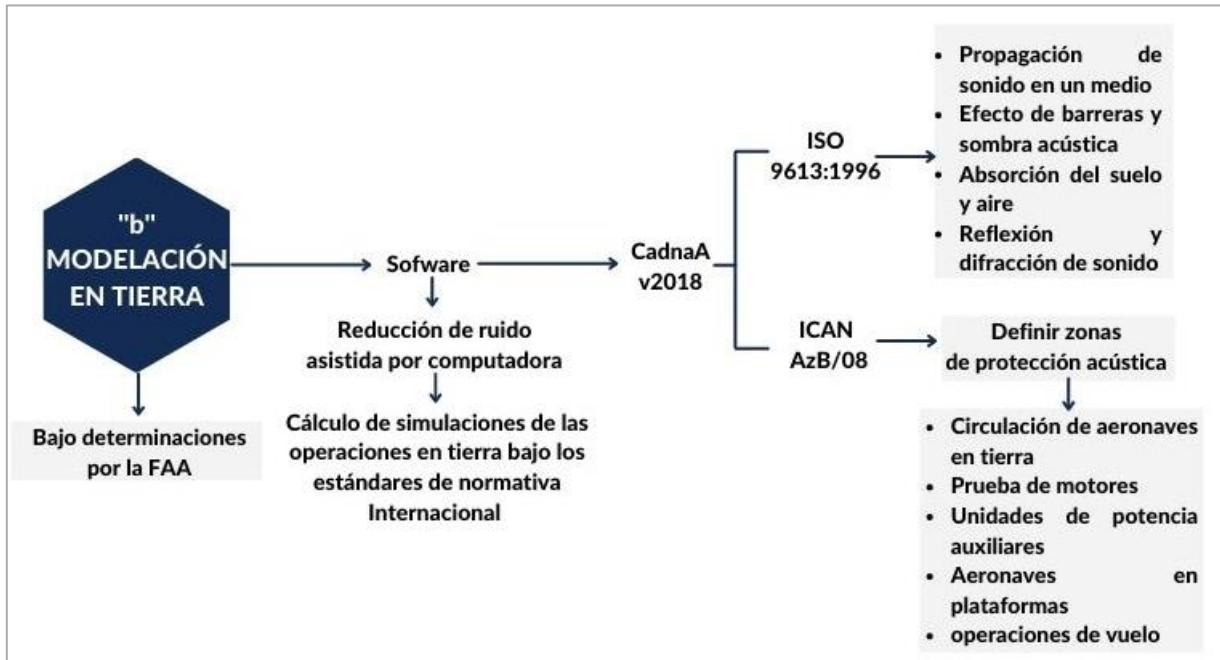 "b"
MODELACIÓN
EN TIERRA
Bajo determinaciones
por la FAA
Sofware
Reducción de ruido
asistida por computadora
Cálculo de simulaciones de las
operaciones en tierra bajo los
estándares de normativa
Internacional
CadnaA
v2018
ISO
9613:1996
• Propagación de
sonido en un medio
• Efecto de barreras y
sombra acústica
• Absorción del suelo
y aire
• Reflexión y
difracción de sonido
ICAN
AzB/08
Definir zonas
de protección acústica
• Circulación de aeronaves
en tierra
• Prueba de motores
• Unidades de potencia
auxiliares
• Aeronaves en
plataformas
• operaciones de vuelo